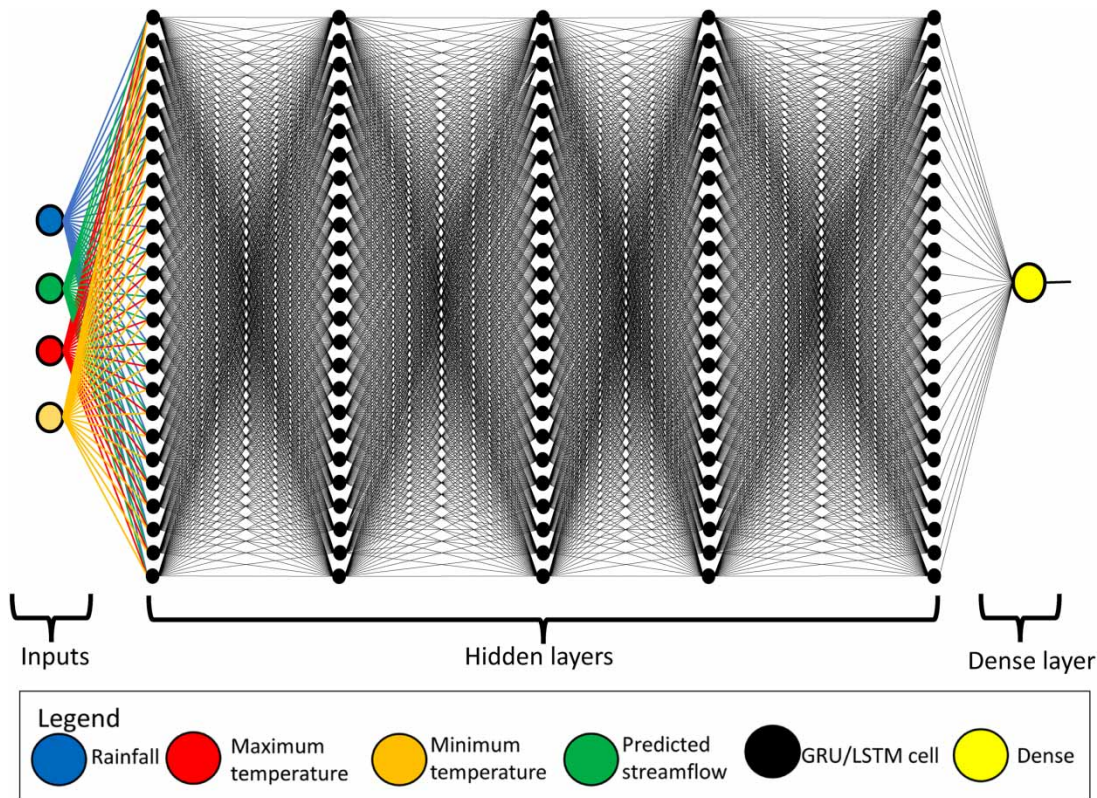 Inputs
Hidden layers
Dense layer
Legend
Rainfall
Maximum
temperature
Minimum
temperature
Predicted
streamflow
GRU/LSTM cell
Dense